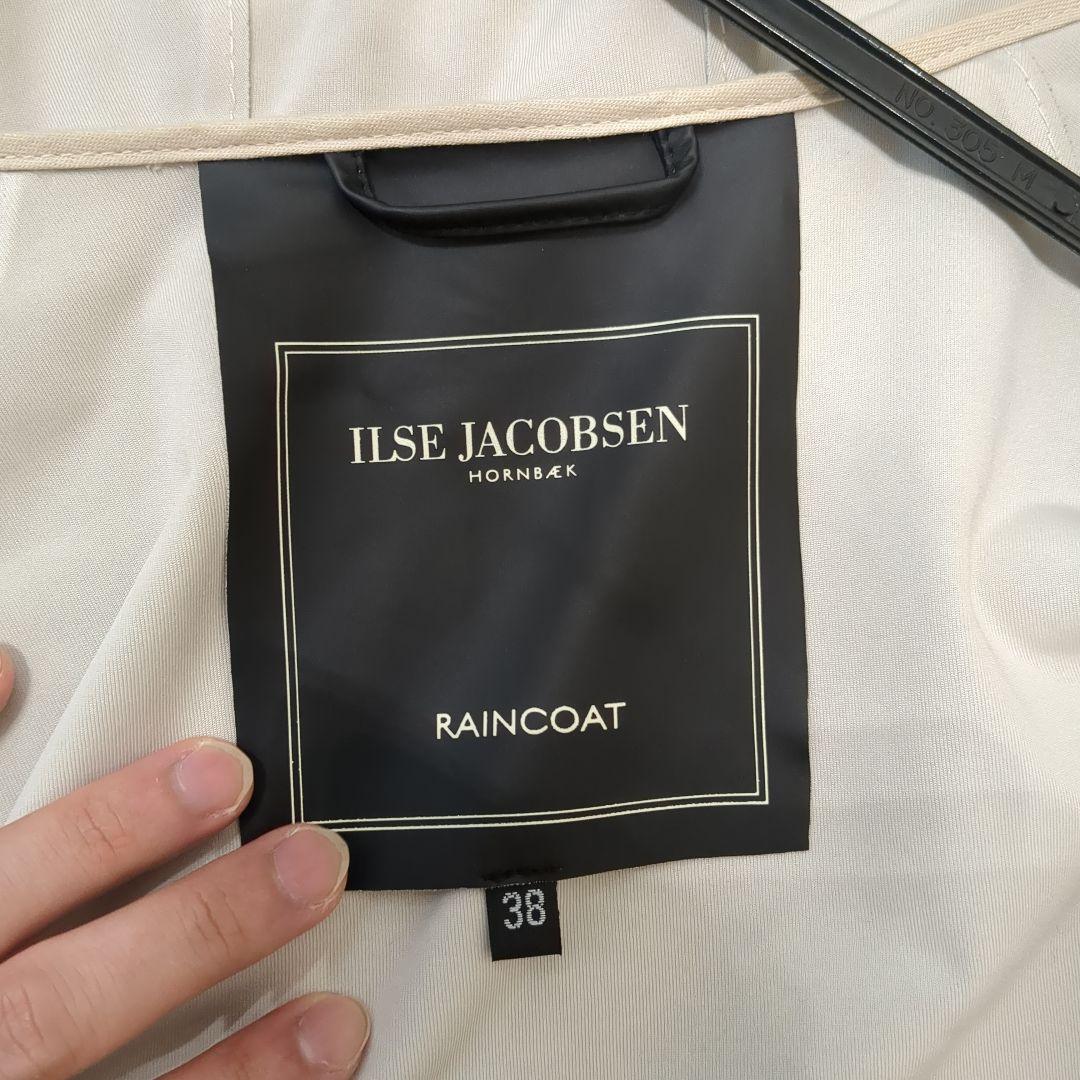 NO. 305 M
ILSE JACOBSEN
HORNBÆK
RAINCOAT
38